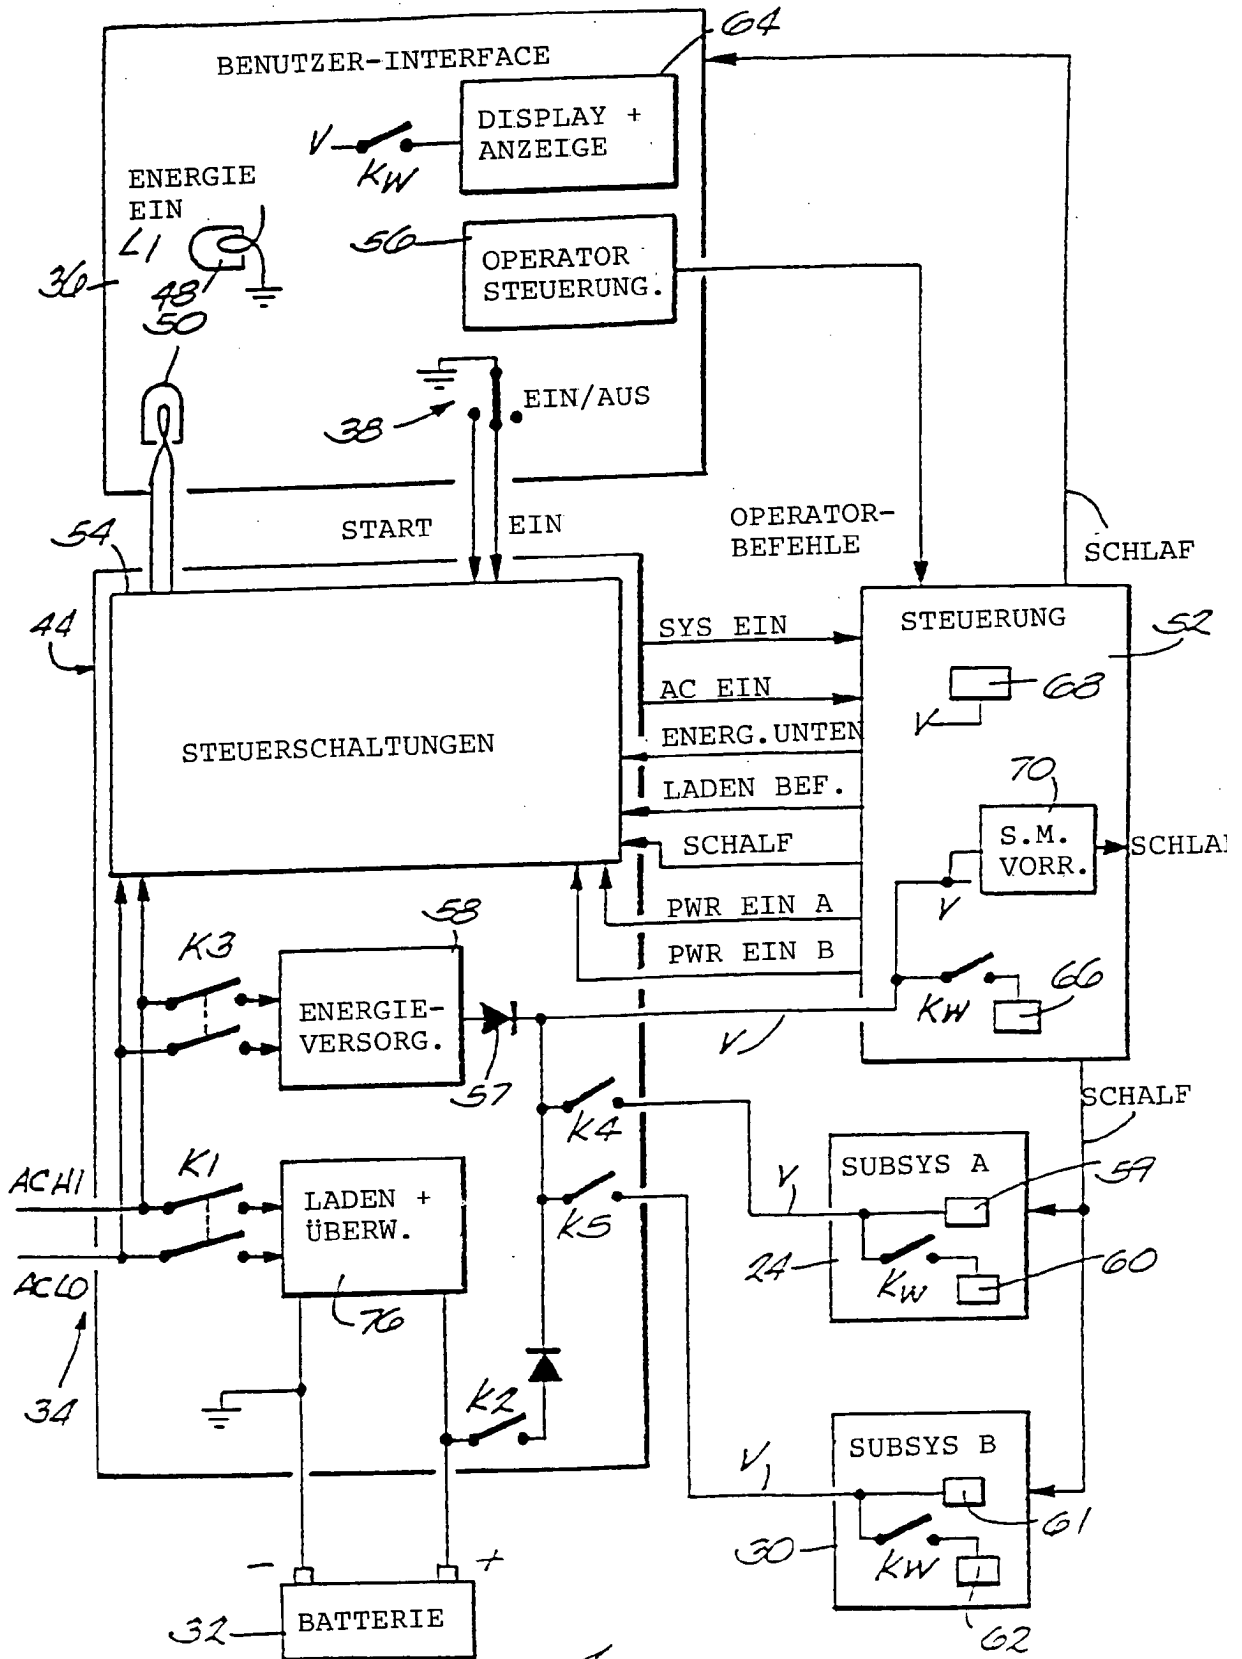 64
BENUTZER-INTERFACE
DISPLAY +
ANZEIGE
V
KW
ENERGIE
EIN
L1
36
48
50
56
OPERATOR
STEUERUNG.
38
EIN/AUS
START
EIN
OPERATOR-
BEFEHLE
SCHLAF
54
44
STEUERSCHALTUNGEN
SYS EIN
AC EIN
ENERG.UNTEN
LADEN BEF.
SCHALF
PWR EIN A
PWR EIN B
STEUERUNG
52
68
V
70
S.M.
VORR.
V
KW
66
K3
58
ENERGIE-
VERSORG.
57
V
K4
K5
SCHALF
ACHI
K1
LADEN +
ÜBERW.
ACLO
76
34
K2
SUBSYS A
59
V
24
KW
60
SUBSYS B
V
61
30
KW
62
-
+
32
BATTERIE